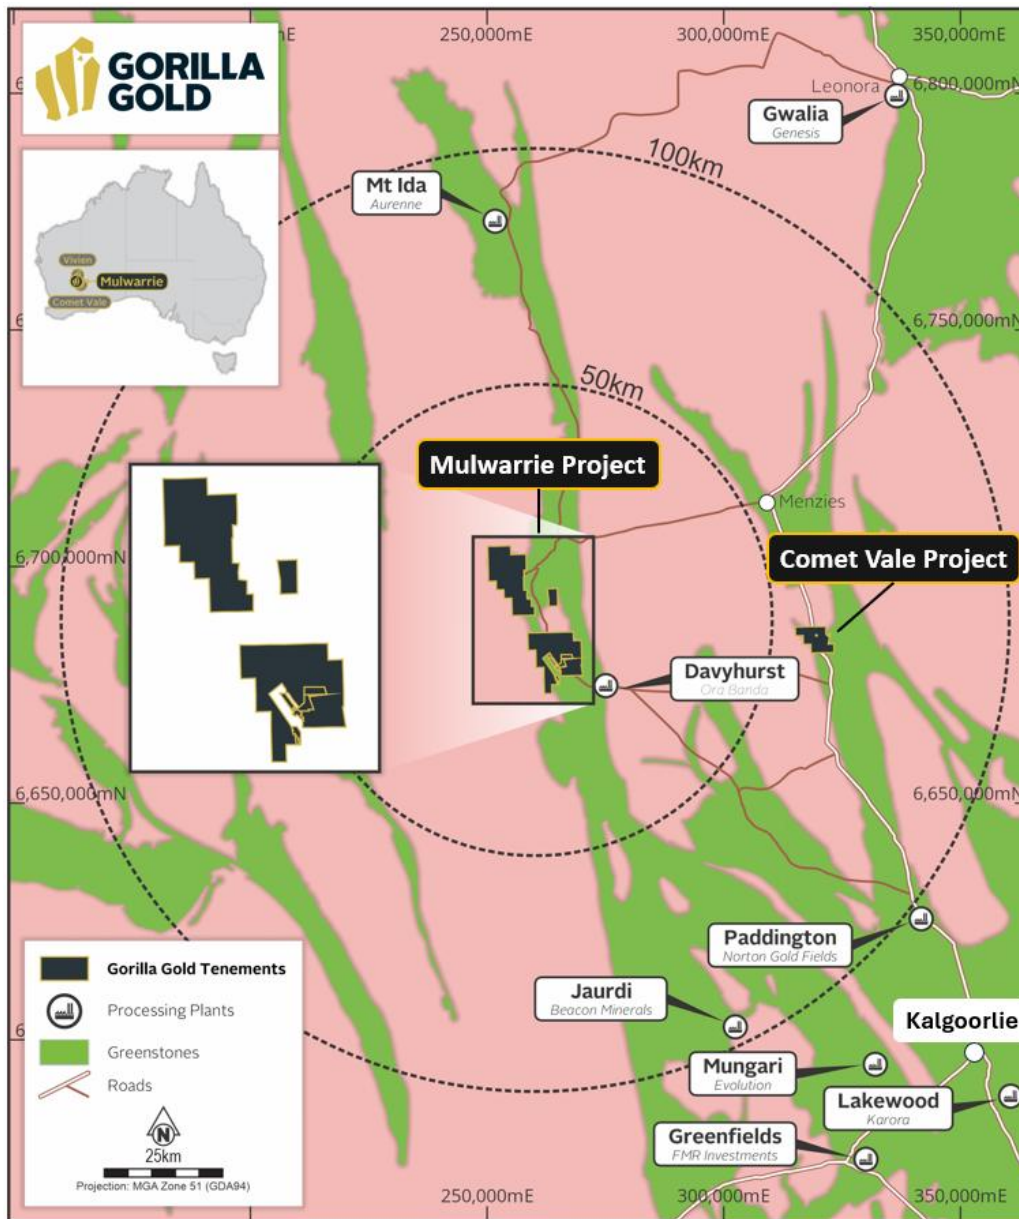 GORILLA
GOLD
mE
250,000mE
300,000mE
350,000mE
6,800,000mN
Leonora
Gwalia
Genesis
100km
Mt Ida
Aurenne
Vivien
Mulwarrie
Comet Vale
6,750,000mN
50km
Mulwarrie Project
Menzies
6,700,000mN
Comet Vale Project
Davyhurst
Ora Banda
6,650,000mN
6,650,000mN
Paddington
Norton Gold Fields
Jaurdi
Beacon Minerals
Kalgoorlie
Mungari
Evolution
Lakewood
Karora
Greenfields
FMR Investments
Gorilla Gold Tenements
Processing Plants
Greenstones
Roads
N
25km
Projection: MGA Zone 51 (GDA94)
250,000mE
300,000mE
350,000mE